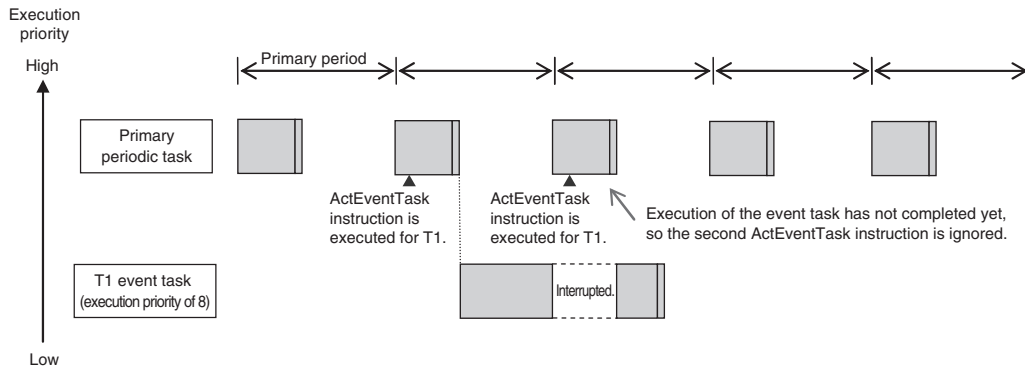 Execution
priority
High
Primary period
Primary
periodic task
ActEventTask
instruction is
executed for T1.
ActEventTask
instruction is
executed for T1.
Execution of the event task has not completed yet,
so the second ActEventTask instruction is ignored.
T1 event task
(execution priority of 8)
Interrupted.
Low